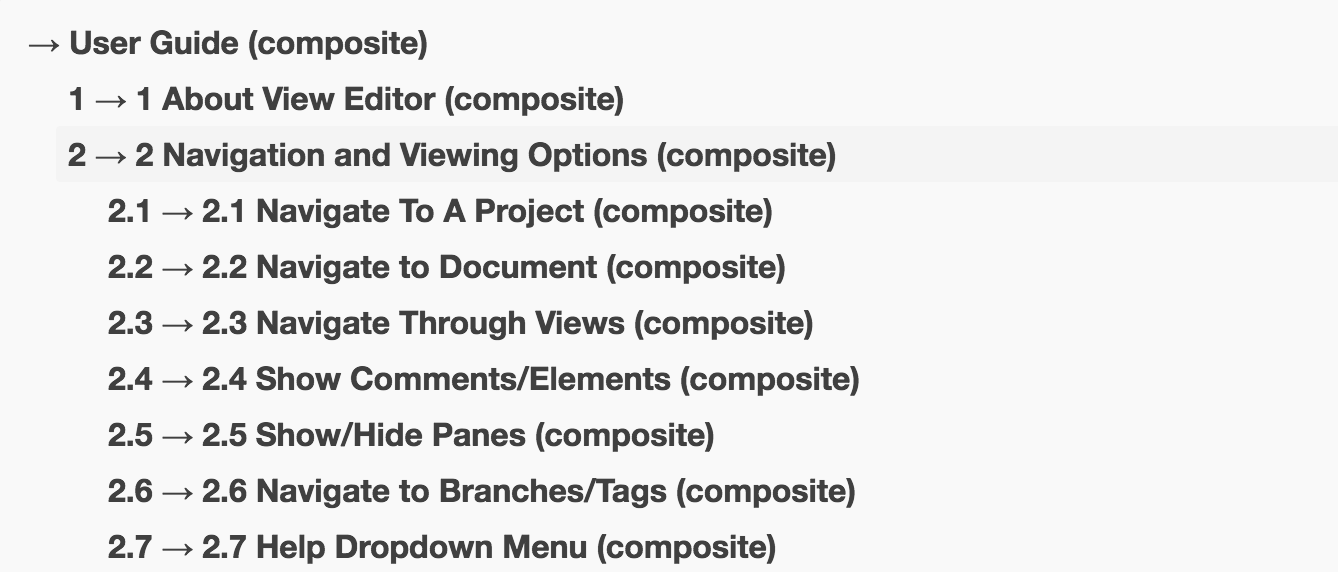 → User Guide (composite)
1 → 1 About View Editor (composite)
2 → 2 Navigation and Viewing Options (composite)
2.1 → 2.1 Navigate To A Project (composite)
2.2 → 2.2 Navigate to Document (composite)
2.3 → 2.3 Navigate Through Views (composite)
2.4 → 2.4 Show Comments/Elements (composite)
2.5 → 2.5 Show/Hide Panes (composite)
2.6 → 2.6 Navigate to Branches/Tags (composite)
2.7 → 2.7 Help Dropdown Menu (composite)